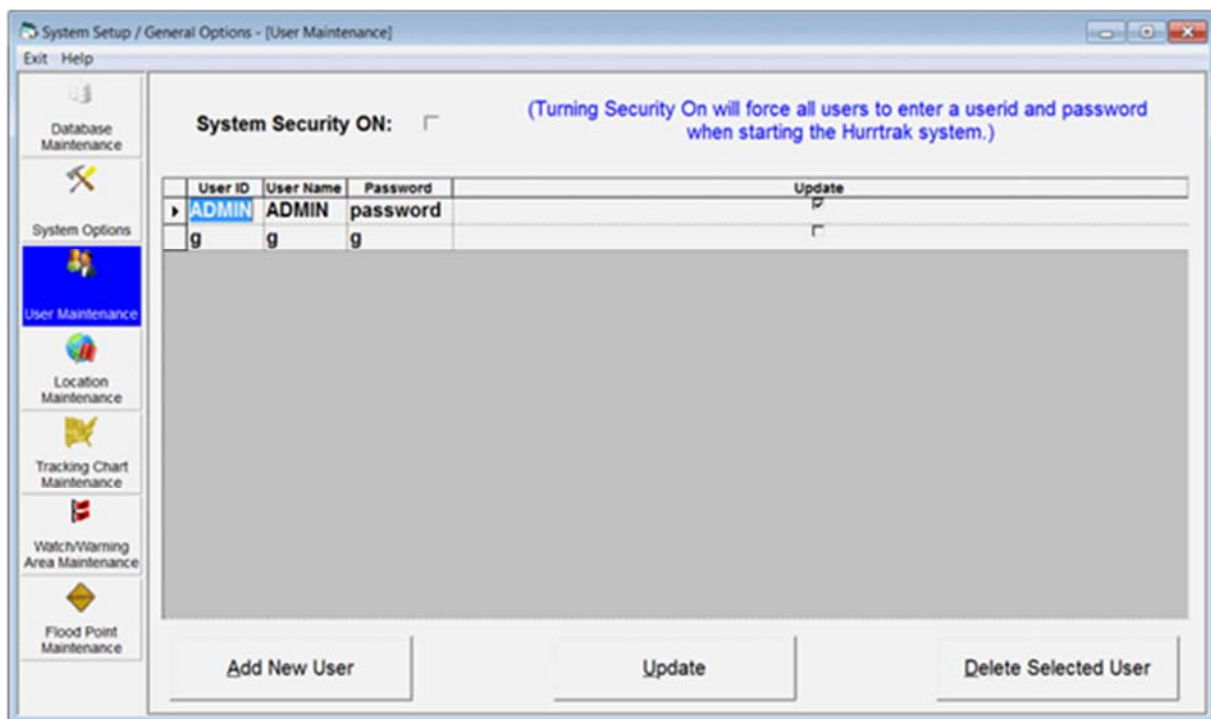 System Setup / General Options - [User Maintenance]
Exit Help
Database
Maintenance
System Options
User Maintenance
Location
Maintenance
Tracking Chart
Maintenance
Watch/Warning
Area Maintenance
Flood Point
Maintenance
System Security ON:
(Turning Security On will force all users to enter a userid and password
when starting the Hurrtrak system.)
User ID User Name Password Update
ADMIN ADMIN password
g g g
Add New User Update Delete Selected User